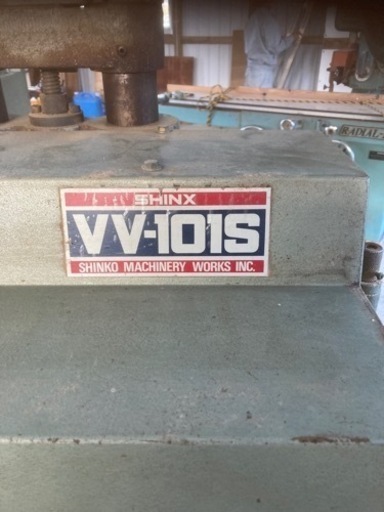 SHINX
VV-101S
SHINKO MACHINERY WORKS INC.
RADIAL